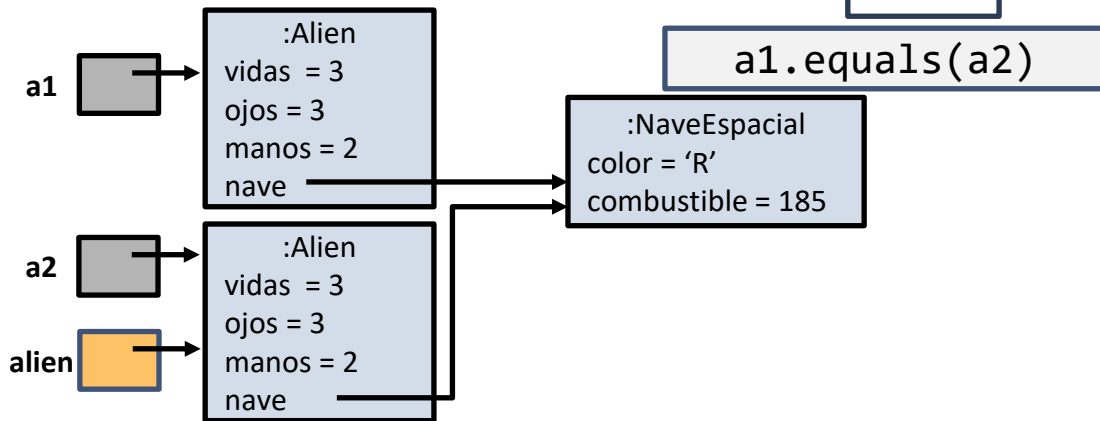 a1
:Alien
vidas = 3
ojos = 3
manos = 2
nave
a1.equals(a2)
:NaveEspacial
color = ‘R’
combustible = 185
a2
alien
:Alien
vidas = 3
ojos = 3
manos = 2
nave